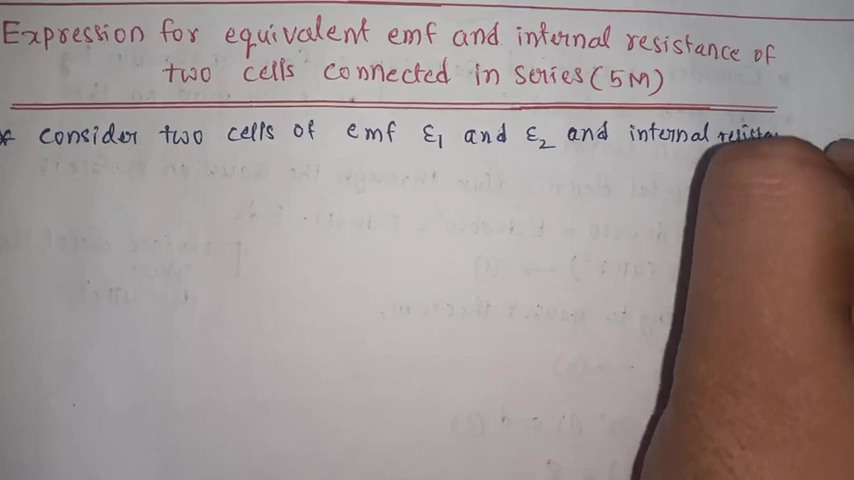 Expression for equivalent emf and internal resistance of
two cells connected in series (5M)
* consider two cells of emf ε1 and ε2 and internal